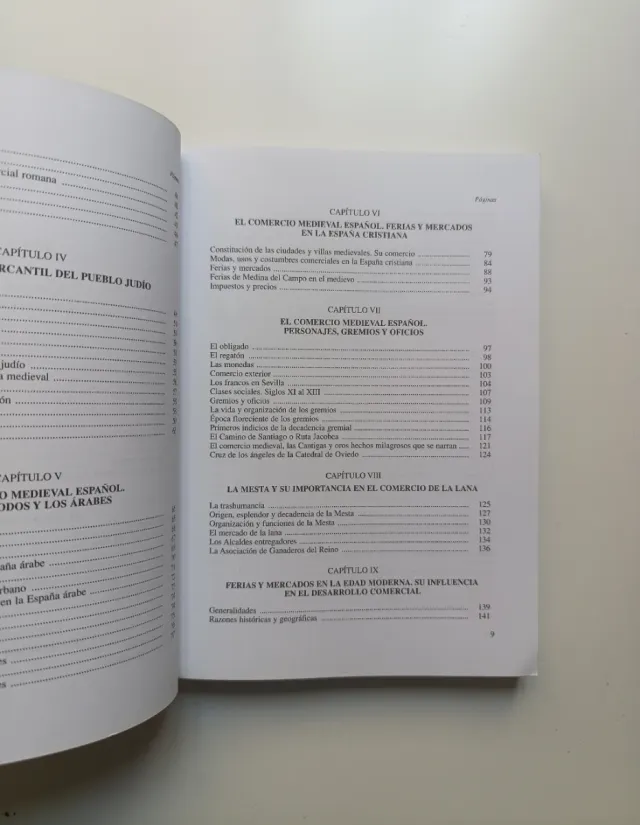 cial romana
CAPÍTULO IV
RCANTIL DEL PUEBLO JUDÍO
judío
a medieval
ón
CAPÍTULO V
O MEDIEVAL ESPAÑOL.
ODOS Y LOS ÁRABES
aña árabe
rbano
en la España árabe
es
es
Páginas
CAPÍTULO VI
EL COMERCIO MEDIEVAL ESPAÑOL. FERIAS Y MERCADOS
EN LA ESPAÑA CRISTIANA
Constitución de las ciudades y villas medievales. Su comercio 79
Modas, usos y costumbres comerciales en la España cristiana 84
Ferias y mercados 88
Ferias de Medina del Campo en el medievo 93
Impuestos y precios 94
CAPÍTULO VII
EL COMERCIO MEDIEVAL ESPAÑOL.
PERSONAJES, GREMIOS Y OFICIOS
El obligado 97
El regatón 98
Las monedas 100
Comercio exterior 103
Los francos en Sevilla 104
Clases sociales. Siglos XI al XIII 107
Gremios y oficios 109
La vida y organización de los gremios 113
Época floreciente de los gremios 114
Primeros indicios de la decadencia gremial 116
El Camino de Santiago o Ruta Jacobea 117
El comercio medieval, las Cantigas y otros hechos milagrosos que se narran 121
Cruz de los ángeles de la Catedral de Oviedo 124
CAPÍTULO VIII
LA MESTA Y SU IMPORTANCIA EN EL COMERCIO DE LA LANA
La trashumancia 125
Origen, esplendor y decadencia de la Mesta 127
Organización y funciones de la Mesta 130
El mercado de la lana 132
Los Alcaldes entregadores 134
La Asociación de Ganaderos del Reino 136
CAPÍTULO IX
FERIAS Y MERCADOS EN LA EDAD MODERNA. SU INFLUENCIA
EN EL DESARROLLO COMERCIAL
Generalidades 139
Razones históricas y geográficas 141
9